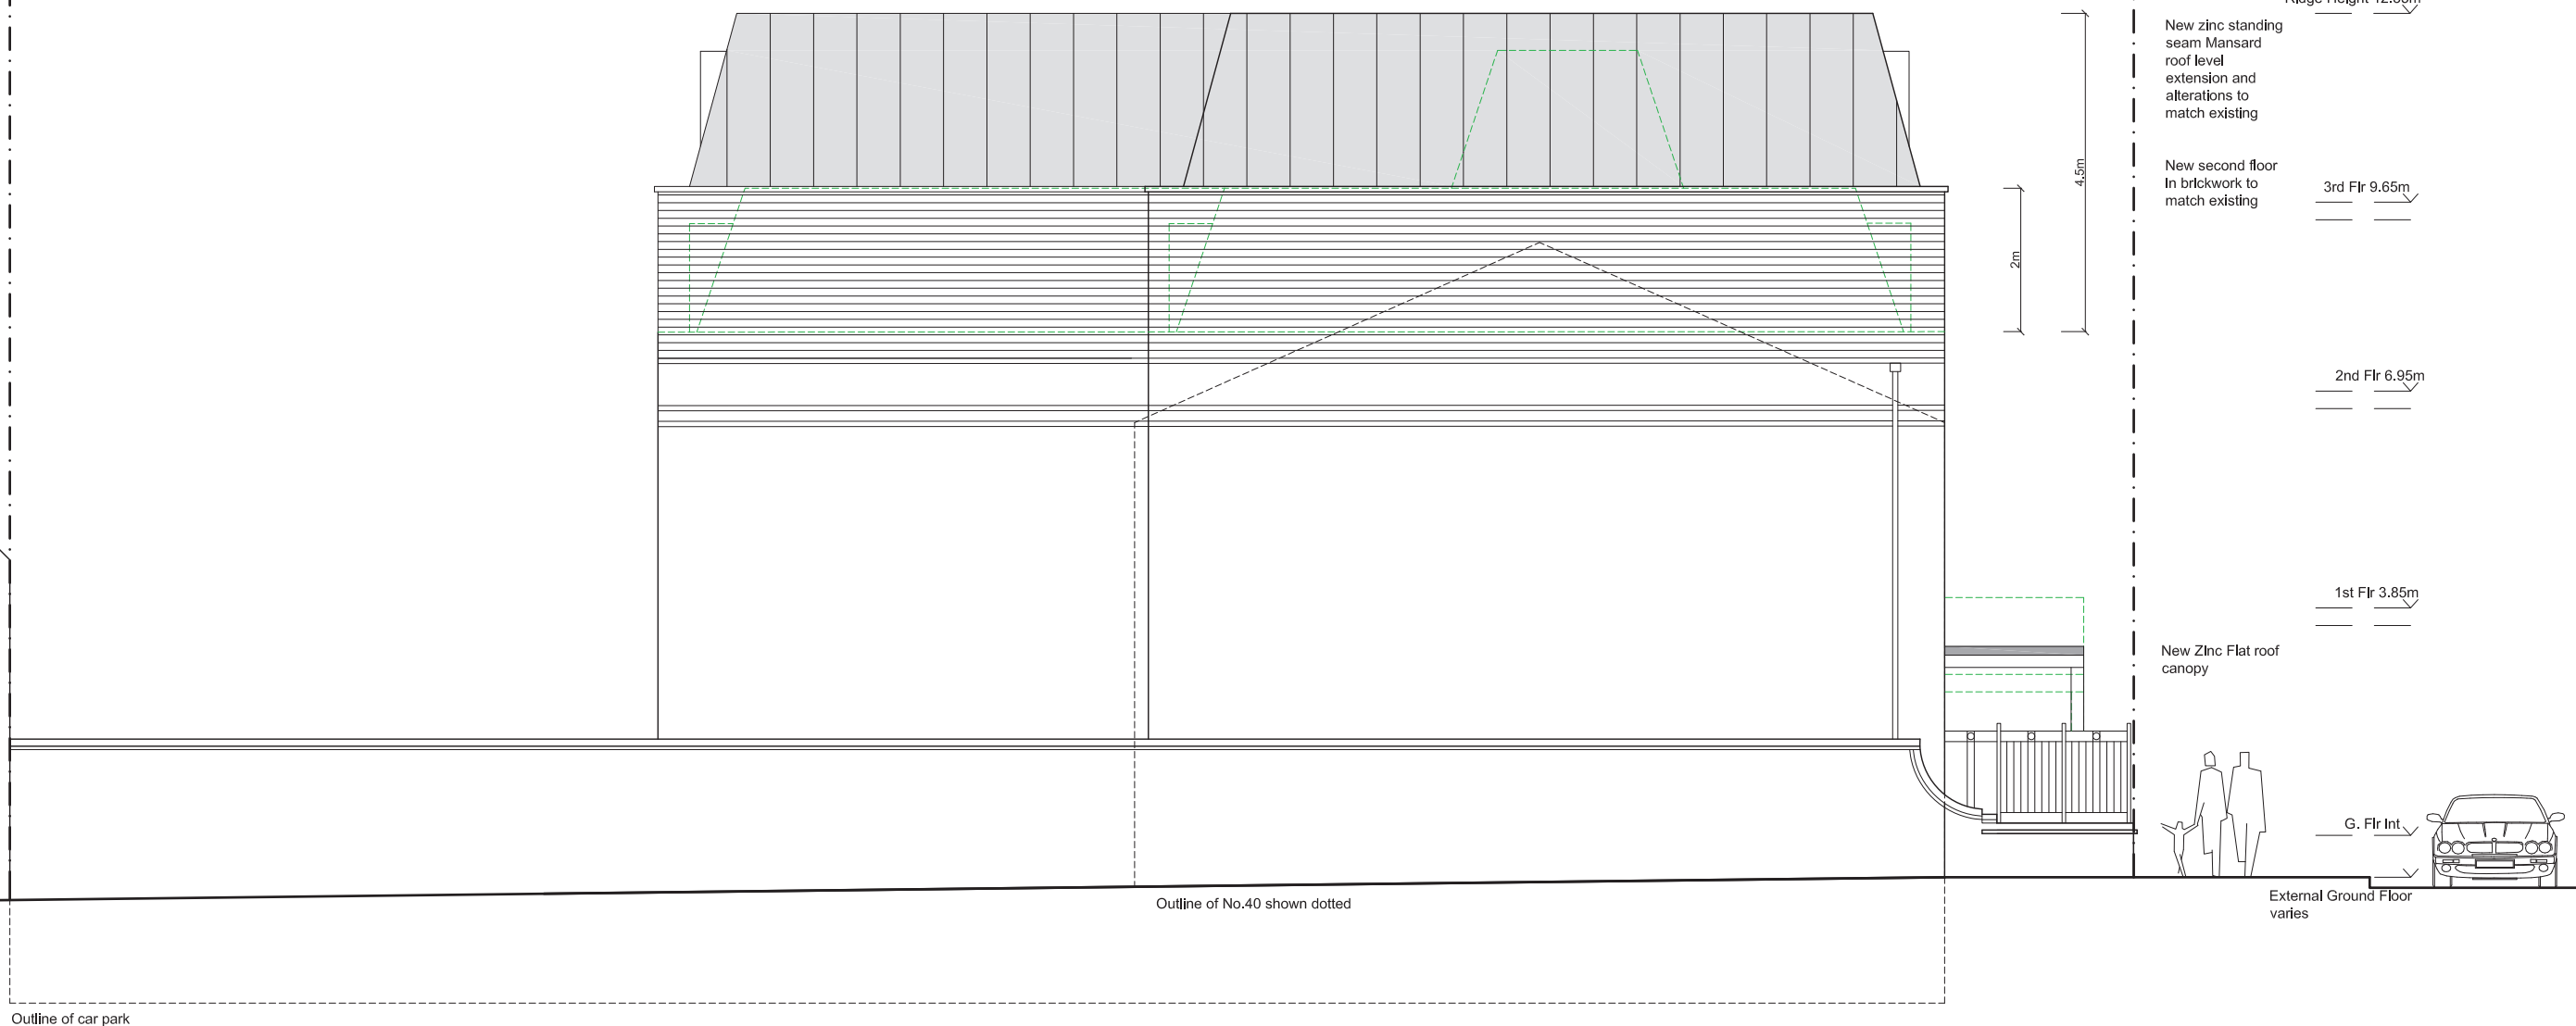 New zinc standing
seam Mansard
roof level
extension and
alterations to
match existing
4.5m
New second floor
in brickwork to
match existing
3rd Flr 9.65m
2m
2nd Flr 6.95m
1st Flr 3.85m
New Zinc Flat roof
canopy
G. Flr Int
External Ground Floor
varies
Outline of No.40 shown dotted
Outline of car park